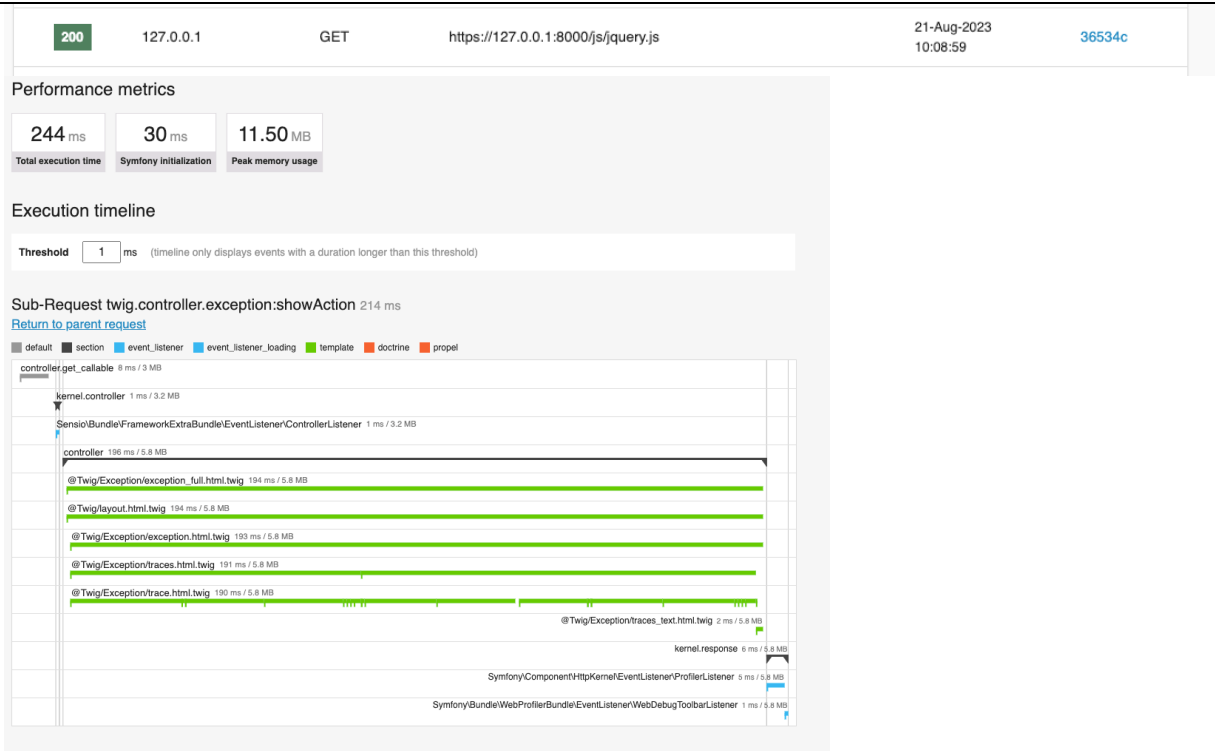 200 127.0.0.1 GET https://127.0.0.1:8000/js/jquery.js 21-Aug-2023 10:08:59 36534c
Performance metrics
244 ms 30 ms 11.50 MB
Total execution time Symfony initialization Peak memory usage
Execution timeline
Threshold 1 ms (timeline only displays events with a duration longer than this threshold)
Sub-Request twig.controller.exception:showAction 214 ms
Return to parent request
default section event_listener event_listener_loading template doctrine propel
controller.get_callable 8 ms / 3 MB
kernel.controller 1 ms / 3.2 MB
Sensio\Bundle\FrameworkExtraBundle\EventListener\ControllerListener 1 ms / 3.2 MB
controller 196 ms / 5.8 MB
@Twig/Exception/exception_full.html.twig 194 ms / 5.8 MB
@Twig/layout.html.twig 194 ms / 5.8 MB
@Twig/Exception/exception.html.twig 193 ms / 5.8 MB
@Twig/Exception/traces.html.twig 191 ms / 5.8 MB
@Twig/Exception/trace.html.twig 190 ms / 5.8 MB
@Twig/Exception/traces_text.html.twig 2 ms / 5.8 MB
kernel.response 6 ms / 5.8 MB
Symfony\Component\HttpKernel\EventListener\ProfilerListener 5 ms / 5.8 MB
Symfony\Bundle\WebProfilerBundle\EventListener\WebDebugToolbarListener 1 ms / 5.8 MB